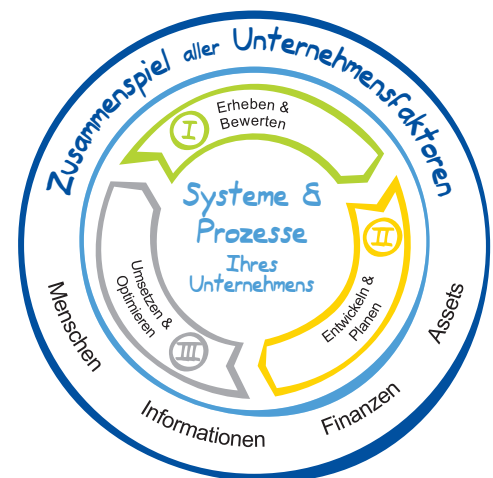 Zusammenspiel aller Unternehmensfaktoren
I
Erheben &
Bewerten
II
Entwickeln &
Planen
III
Umsetzen &
Optimieren
Systeme &
Prozesse
Ihres
Unternehmens
Menschen
Informationen
Finanzen
Assets